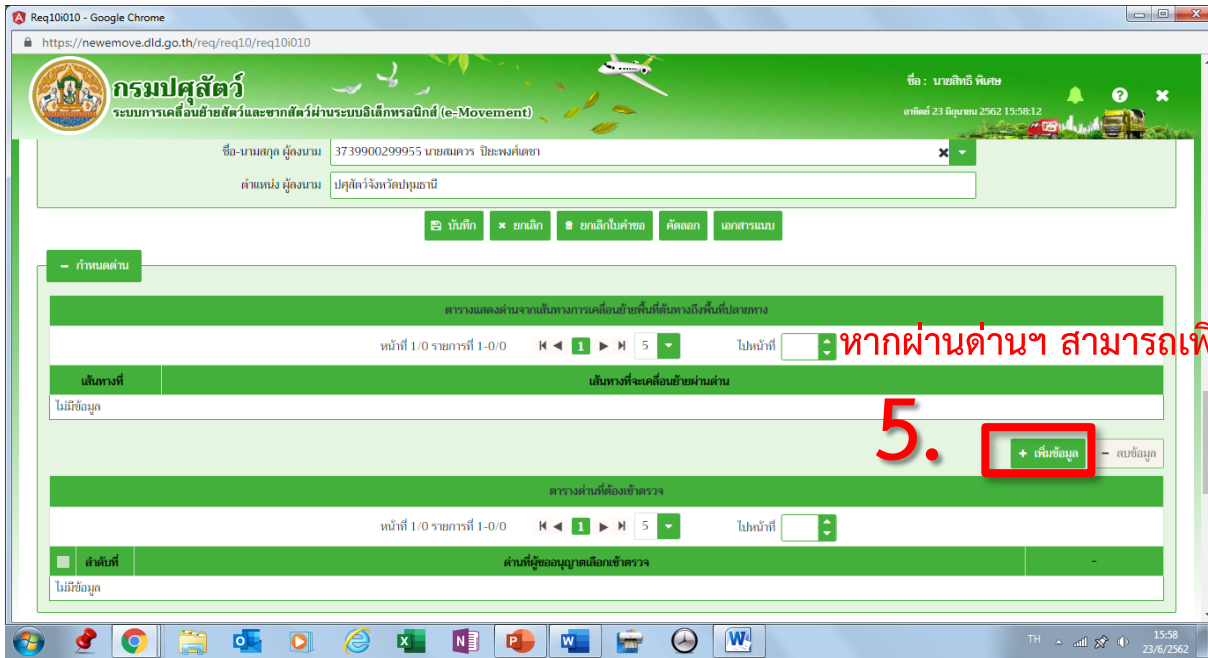 Req10i010 - Google Chrome
https://newemove.dld.go.th/req/req10/req10i010
กรมปศุสัตว์
ระบบการเคลื่อนย้ายสัตว์และซากสัตว์ผ่านระบบอิเล็กทรอนิกส์ (e-Movement)
ชื่อ : นายสิทธิ พิเศษ
อาทิตย์ 23 มิถุนายน 2562 15:58:12
ชื่อ-นามสกุล ผู้ลงนาม 3739900299955 นายสมควร ปิยะพงศ์เดชา
ตำแหน่ง ผู้ลงนาม ปศุสัตว์จังหวัดปทุมธานี
บันทึก ยกเลิก ยกเลิกใบคำขอ คัดลอก เอกสารแนบ
– กำหนดด่าน
ตารางแสดงด่านจากเส้นทางการเคลื่อนย้ายพื้นที่ต้นทางถึงพื้นที่ปลายทาง
หน้าที่ 1/0 รายการที่ 1-0/0 1 5 ไปหน้าที่
หากผ่านด่านฯ สามารถเพิ
เส้นทางที่ เส้นทางที่จะเคลื่อนย้ายผ่านด่าน
ไม่มีข้อมูล
5.
+ เพิ่มข้อมูล – ลบข้อมูล
ตารางด่านที่ต้องเข้าตรวจ
หน้าที่ 1/0 รายการที่ 1-0/0 1 5 ไปหน้าที่
ลำดับที่ ด่านที่ผู้ขออนุญาตเลือกเข้าตรวจ -
ไม่มีข้อมูล
TH 15:58
23/6/2562